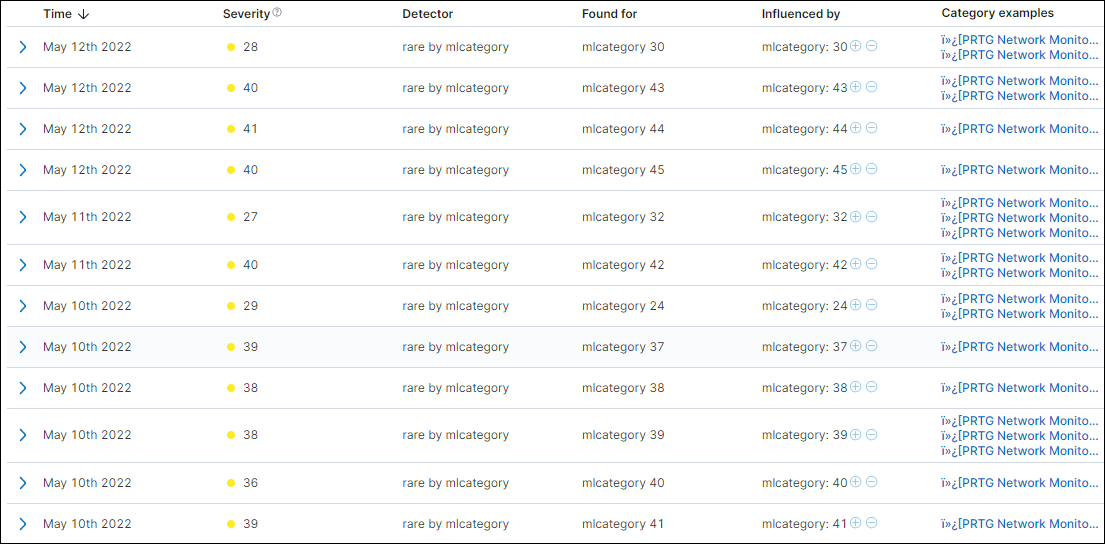 Time Severity Detector Found for Influenced by Category examples
May 12th 2022 28 rare by mlcategory mlcategory 30 mlcategory: 30 ï»¿[PRTG Network Monito...
ï»¿[PRTG Network Monito...
May 12th 2022 40 rare by mlcategory mlcategory 43 mlcategory: 43 ï»¿[PRTG Network Monito...
ï»¿[PRTG Network Monito...
May 12th 2022 41 rare by mlcategory mlcategory 44 mlcategory: 44 ï»¿[PRTG Network Monito...
May 12th 2022 40 rare by mlcategory mlcategory 45 mlcategory: 45 ï»¿[PRTG Network Monito...
May 11th 2022 27 rare by mlcategory mlcategory 32 mlcategory: 32 ï»¿[PRTG Network Monito...
ï»¿[PRTG Network Monito...
ï»¿[PRTG Network Monito...
May 11th 2022 40 rare by mlcategory mlcategory 42 mlcategory: 42 ï»¿[PRTG Network Monito...
ï»¿[PRTG Network Monito...
May 10th 2022 29 rare by mlcategory mlcategory 24 mlcategory: 24 ï»¿[PRTG Network Monito...
ï»¿[PRTG Network Monito...
May 10th 2022 39 rare by mlcategory mlcategory 37 mlcategory: 37 ï»¿[PRTG Network Monito...
May 10th 2022 38 rare by mlcategory mlcategory 38 mlcategory: 38 ï»¿[PRTG Network Monito...
May 10th 2022 38 rare by mlcategory mlcategory 39 mlcategory: 39 ï»¿[PRTG Network Monito...
ï»¿[PRTG Network Monito...
ï»¿[PRTG Network Monito...
May 10th 2022 36 rare by mlcategory mlcategory 40 mlcategory: 40 ï»¿[PRTG Network Monito...
May 10th 2022 39 rare by mlcategory mlcategory 41 mlcategory: 41 ï»¿[PRTG Network Monito...